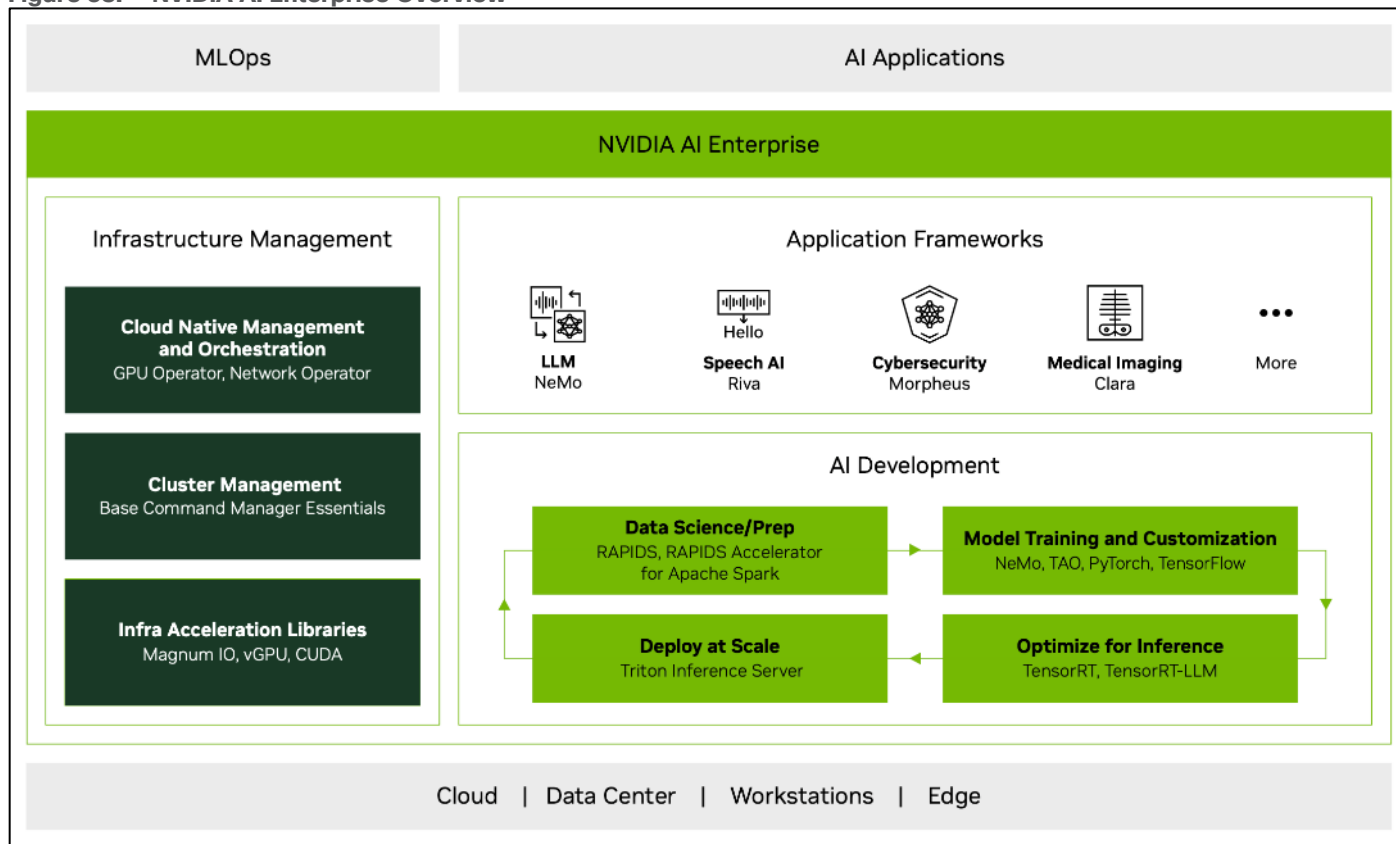 MLOps
AI Applications
NVIDIA AI Enterprise
Infrastructure Management
Cloud Native Management
and Orchestration
GPU Operator, Network Operator
Cluster Management
Base Command Manager Essentials
Infra Acceleration Libraries
Magnum IO, vGPU, CUDA
Application Frameworks
LLM
NeMo
Hello
Speech AI
Riva
Cybersecurity
Morpheus
Medical Imaging
Clara
More
AI Development
Data Science/Prep
RAPIDS, RAPIDS Accelerator
for Apache Spark
Model Training and Customization
NeMo, TAO, PyTorch, TensorFlow
Deploy at Scale
Triton Inference Server
Optimize for Inference
TensorRT, TensorRT-LLM
Cloud | Data Center | Workstations | Edge